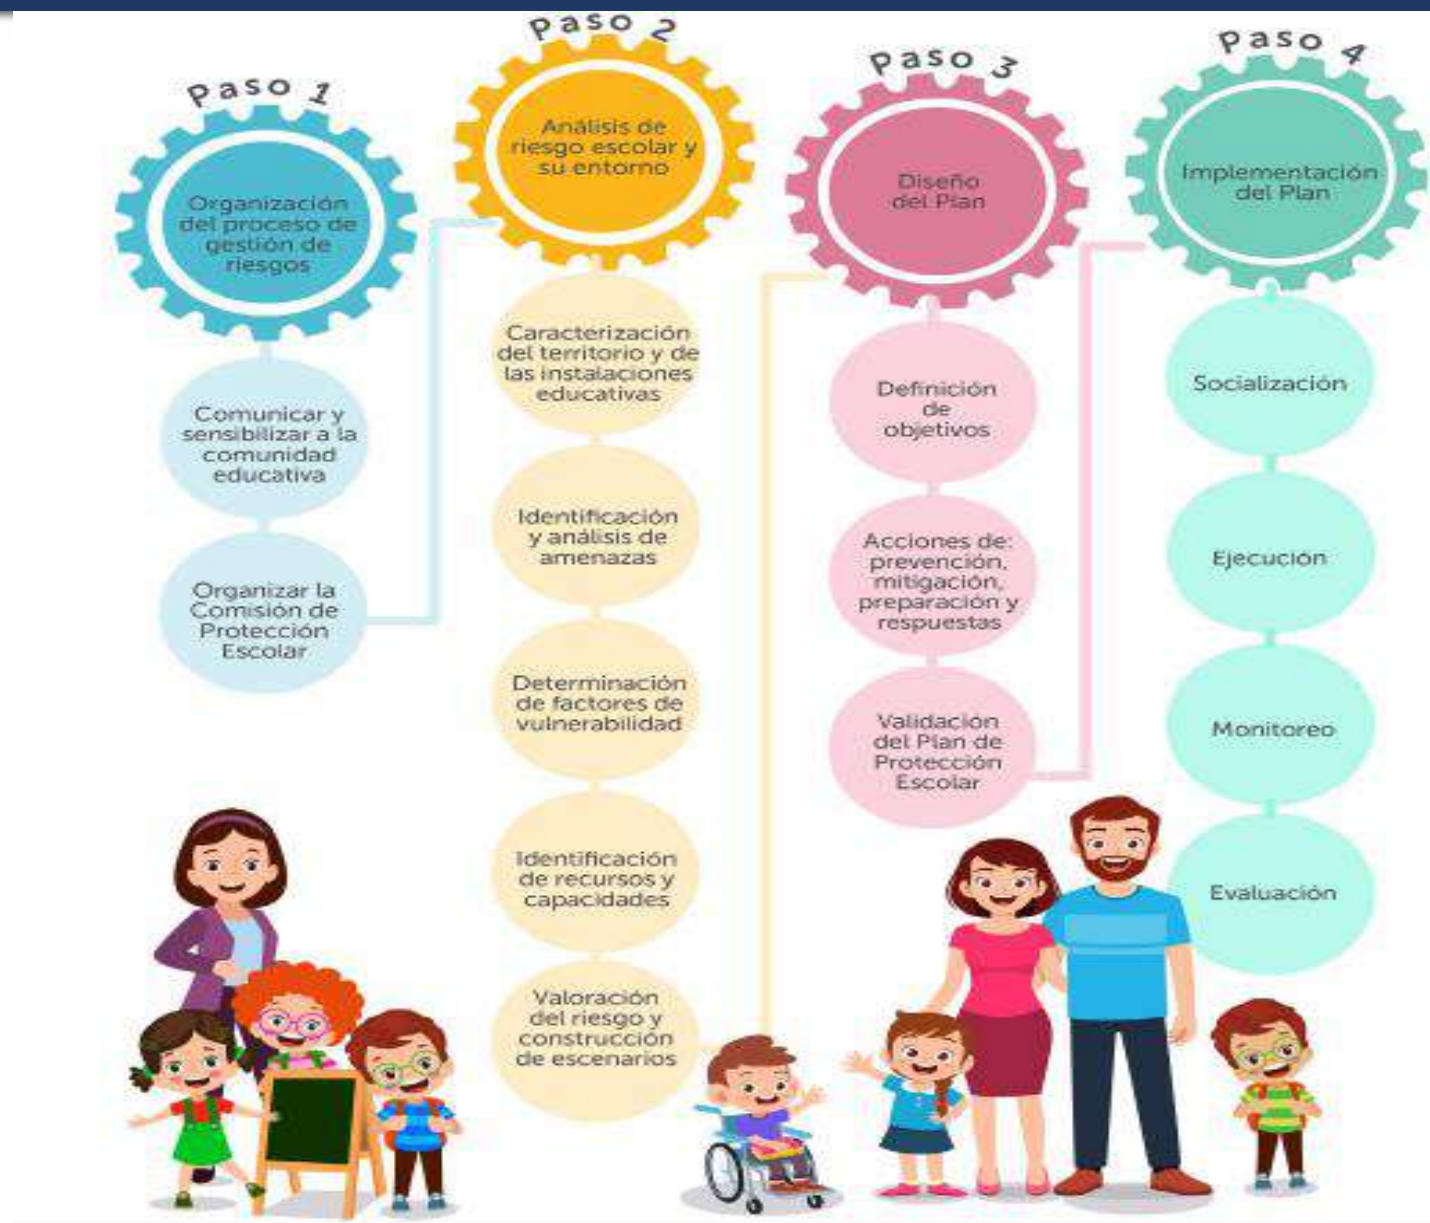 Paso 1
Organización
del proceso de
gestión de
riesgos
Comunicar y
sensibilizar a la
comunidad
educativa
Organizar la
Comisión de
Protección
Escolar
Paso 2
Análisis de
riesgo escolar y
su entorno
Caracterización
del territorio y de
las instalaciones
educativas
Identificación
y análisis de
amenazas
Determinación
de factores de
vulnerabilidad
Identificación
de recursos y
capacidades
Valoración
del riesgo y
construcción
de escenarios
Paso 3
Diseño
del Plan
Definición
de
objetivos
Acciones de:
prevención,
mitigación,
preparación y
respuestas
Validación
del Plan de
Protección
Escolar
Paso 4
Implementación
del Plan
Socialización
Ejecución
Monitoreo
Evaluación